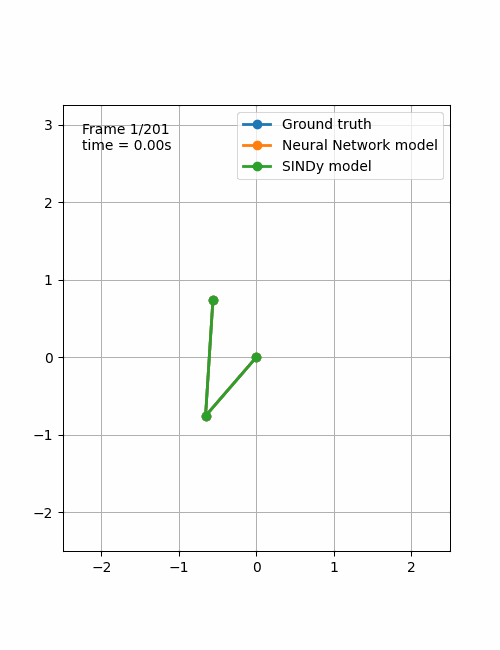 Frame 1/201
time = 0.00s
Ground truth
Neural Network model
SINDy model
3
2
1
0
−1
−2
−2
−1
0
1
2